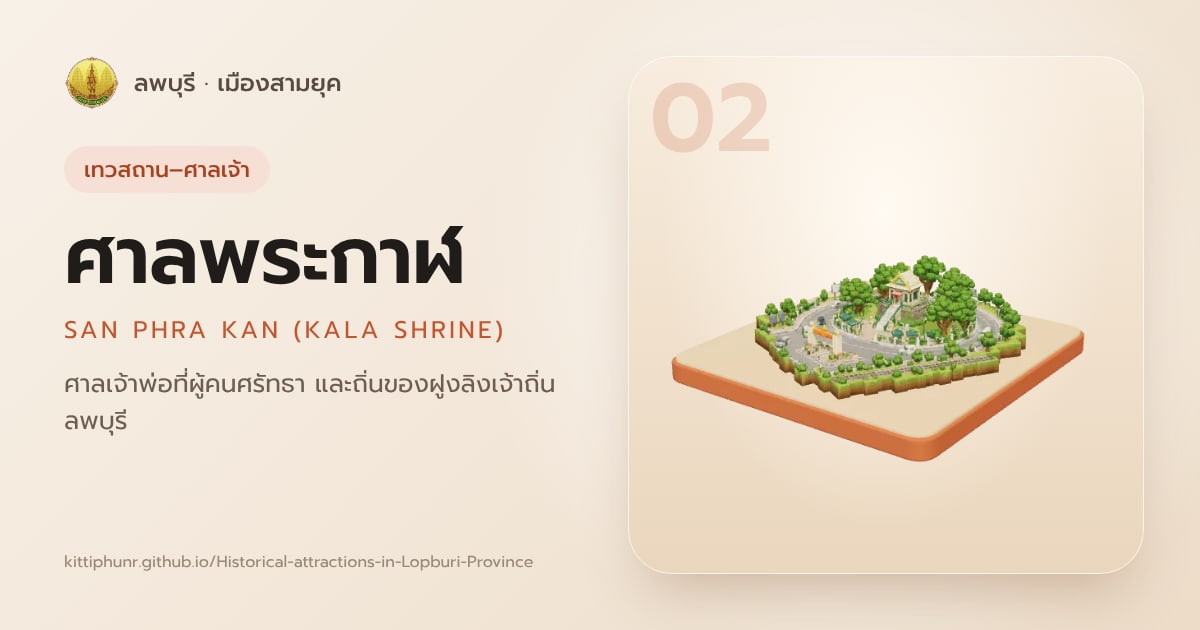 ลพบุรี · เมืองสามยุค
เทวสถาน–ศาลเจ้า
ศาลพระกาฬ
SAN PHRA KAN (KALA SHRINE)
ศาลเจ้าพ่อที่ผู้คนศรัทธา และถิ่นของฝูงลิงเจ้าถิ่น
ลพบุรี
kittiphunr.github.io/Historical-attractions-in-Lopburi-Province
02